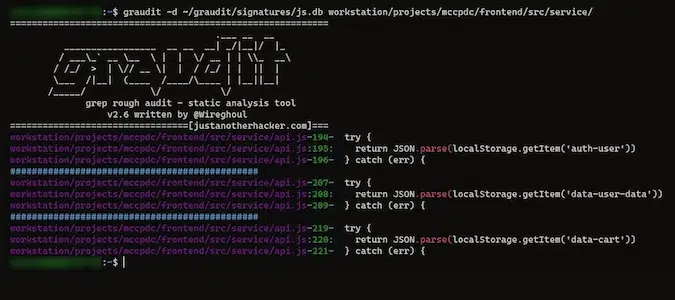 :~$ graudit -d ~/graudit/signatures/js.db workstation/projects/mccpdc/frontend/src/service/
===========================================================
graudit
grep rough audit - static analysis tool
v2.6 written by @Wireghoul
=================================[justanotherhacker.com]===
workstation/projects/mccpdc/frontend/src/service/api.js-194- try {
workstation/projects/mccpdc/frontend/src/service/api.js:195: return JSON.parse(localStorage.getItem('auth-user'))
workstation/projects/mccpdc/frontend/src/service/api.js-196- } catch (err) {
##############################################
workstation/projects/mccpdc/frontend/src/service/api.js-207- try {
workstation/projects/mccpdc/frontend/src/service/api.js:208: return JSON.parse(localStorage.getItem('data-user-data'))
workstation/projects/mccpdc/frontend/src/service/api.js-209- } catch (err) {
##############################################
workstation/projects/mccpdc/frontend/src/service/api.js-219- try {
workstation/projects/mccpdc/frontend/src/service/api.js:220: return JSON.parse(localStorage.getItem('data-cart'))
workstation/projects/mccpdc/frontend/src/service/api.js-221- } catch (err) {
:~$